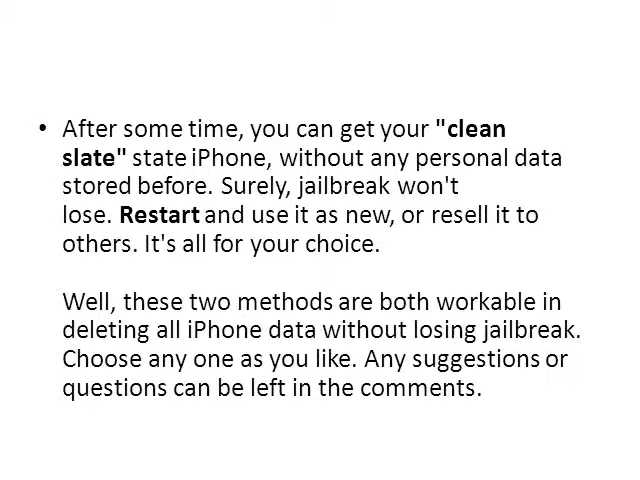 • After some time, you can get your "clean
slate" state iPhone, without any personal data
stored before. Surely, jailbreak won't
lose. Restart and use it as new, or resell it to
others. It's all for your choice.
Well, these two methods are both workable in
deleting all iPhone data without losing jailbreak.
Choose any one as you like. Any suggestions or
questions can be left in the comments.